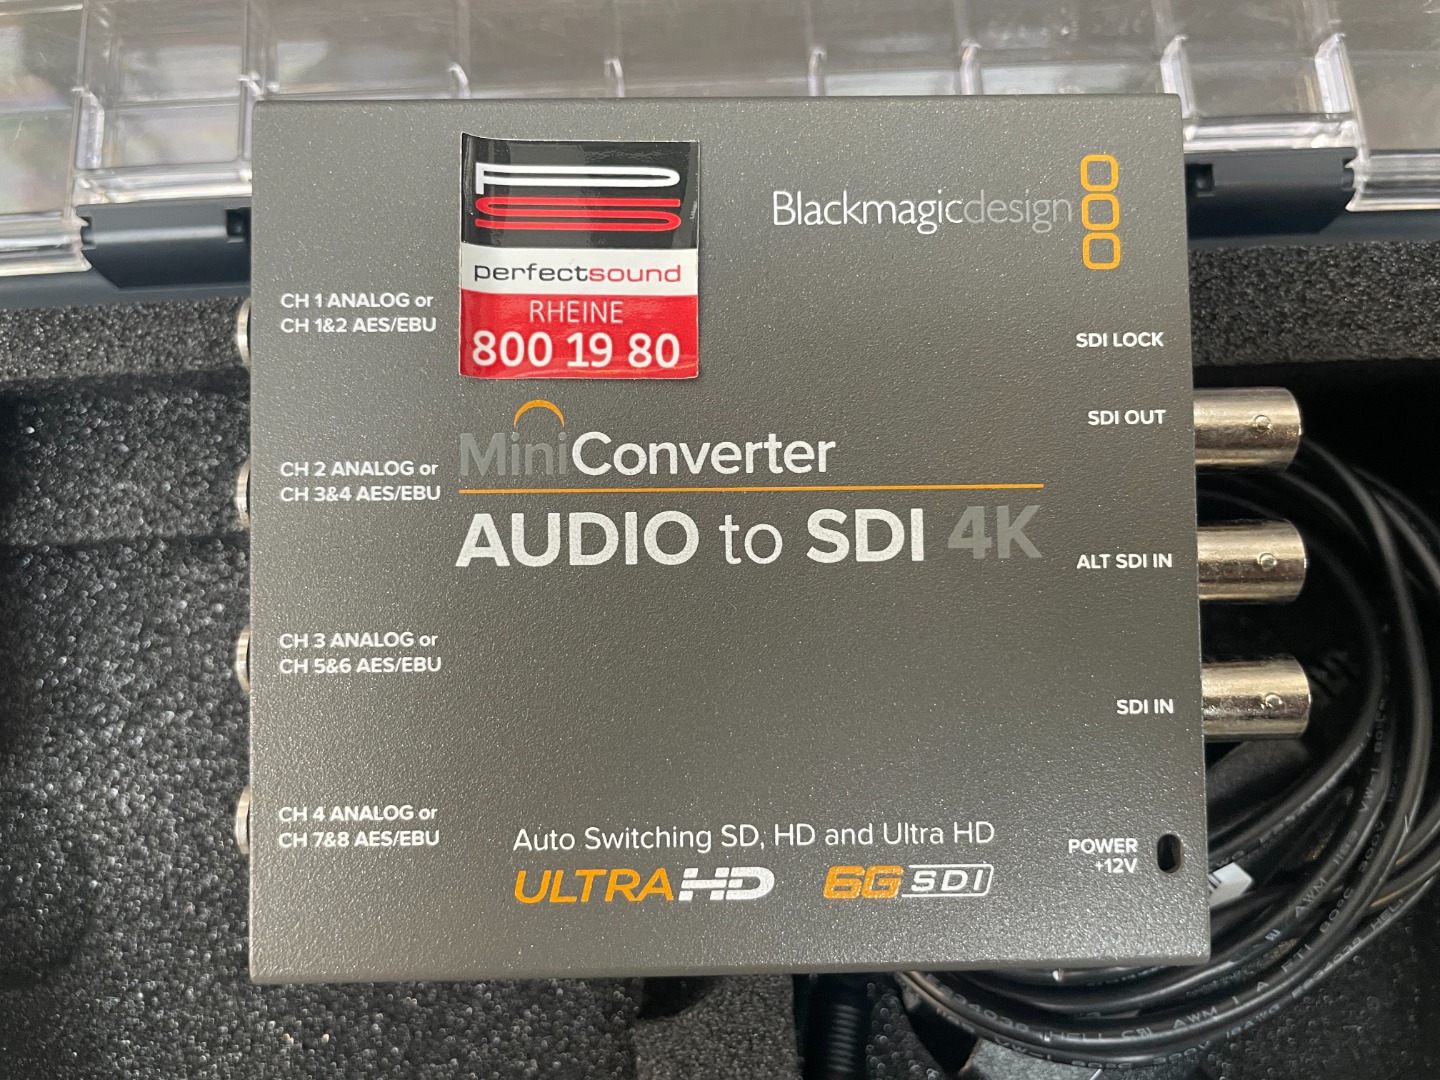 perfectsound
RHEINE
800 19 80
Blackmagicdesign
CH 1 ANALOG or
CH 1&2 AES/EBU
SDI LOCK
SDI OUT
MiniConverter
CH 2 ANALOG or
CH 3&4 AES/EBU
AUDIO to SDI 4K
ALT SDI IN
CH 3 ANALOG or
CH 5&6 AES/EBU
SDI IN
CH 4 ANALOG or
CH 7&8 AES/EBU
Auto Switching SD, HD and Ultra HD
POWER
+12V
ULTRA HD
6G SDI